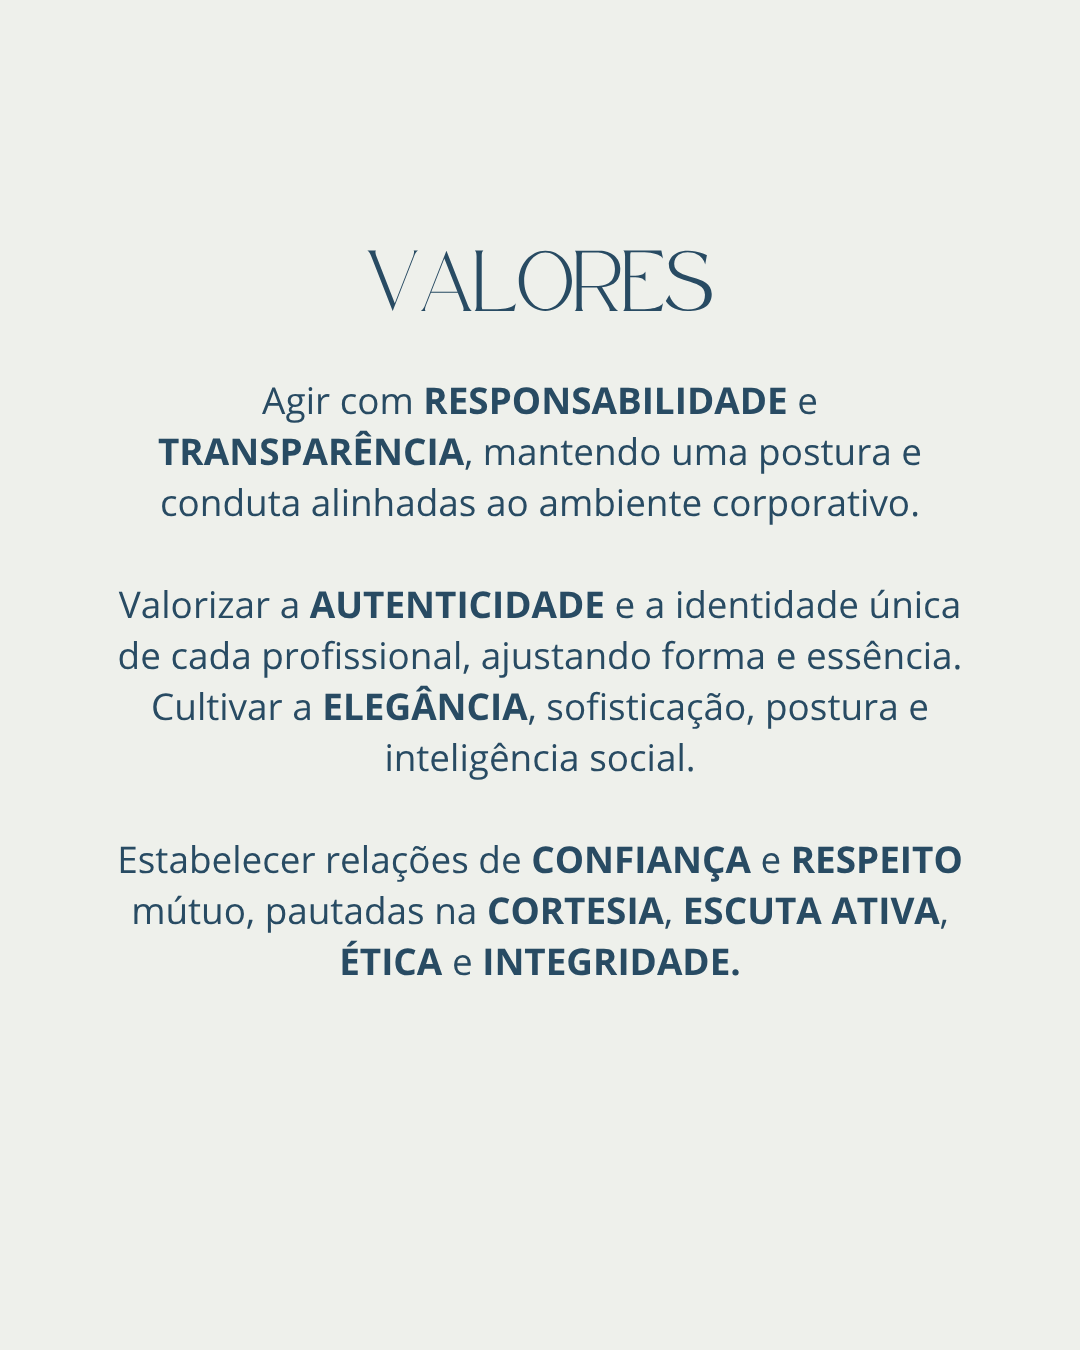 VALORES
Agir com RESPONSABILIDADE e
TRANSPARÊNCIA, mantendo uma postura e
conduta alinhadas ao ambiente corporativo.
Valorizar a AUTENTICIDADE e a identidade única
de cada profissional, ajustando forma e essência.
Cultivar a ELEGÂNCIA, sofisticação, postura e
inteligência social.
Estabelecer relações de CONFIANÇA e RESPEITO
mútuo, pautadas na CORTESIA, ESCUTA ATIVA,
ÉTICA e INTEGRIDADE.